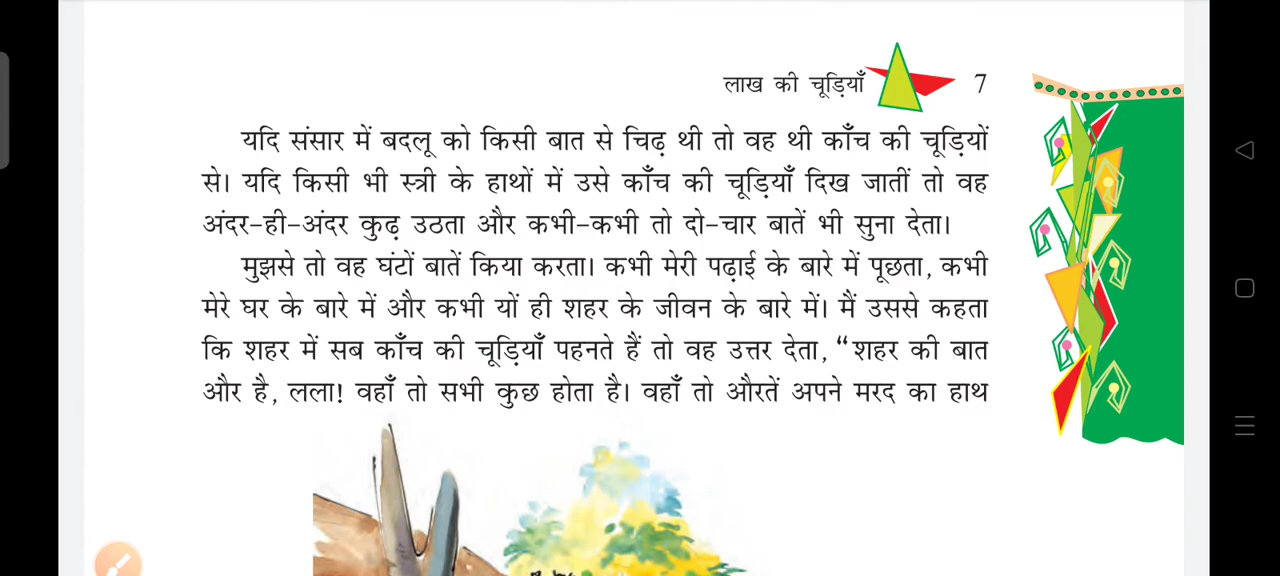 लाख की चूड़ियाँ 7
यदि संसार में बदलू को किसी बात से चिढ़ थी तो वह थी काँच की चूड़ियों
से। यदि किसी भी स्त्री के हाथों में उसे काँच की चूड़ियाँ दिख जातीं तो वह
अंदर-ही-अंदर कुढ़ उठता और कभी-कभी तो दो-चार बातें भी सुना देता।
मुझसे तो वह घंटों बातें किया करता। कभी मेरी पढ़ाई के बारे में पूछता, कभी
मेरे घर के बारे में और कभी यों ही शहर के जीवन के बारे में। मैं उससे कहता
कि शहर में सब काँच की चूड़ियाँ पहनते हैं तो वह उत्तर देता, “शहर की बात
और है, लला! वहाँ तो सभी कुछ होता है। वहाँ तो औरतें अपने मरद का हाथ